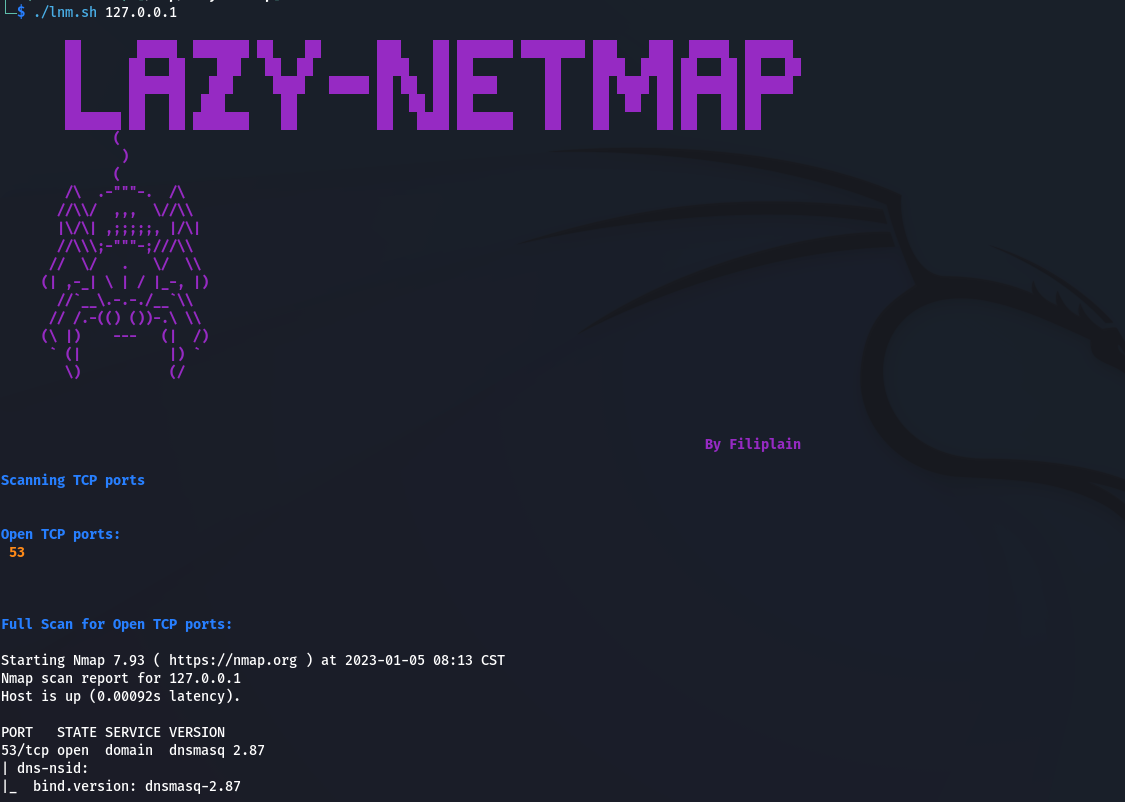 $ ./lnm.sh 127.0.0.1
LAZY-NETMAP
By Filiplain
Scanning TCP ports
Open TCP ports:
53
Full Scan for Open TCP ports:
Starting Nmap 7.93 ( https://nmap.org ) at 2023-01-05 08:13 CST
Nmap scan report for 127.0.0.1
Host is up (0.00092s latency).
PORT   STATE SERVICE VERSION
53/tcp open  domain  dnsmasq 2.87
| dns-nsid:
|_  bind.version: dnsmasq-2.87